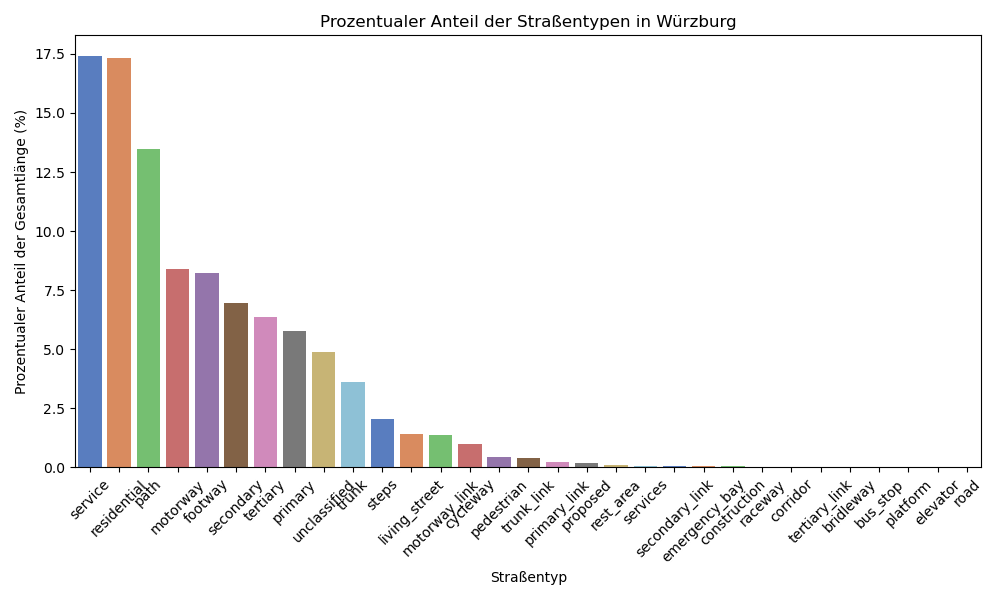 Prozentualer Anteil der Straßentypen in Würzburg
Prozentualer Anteil der Gesamtlänge (%)
17.5
15.0
12.5
10.0
7.5
5.0
2.5
0.0
service
residential
path
motorway
footway
secondary
tertiary
primary
unclassified
trunk
steps
living_street
motorway_link
cycleway
pedestrian
trunk_link
primary_link
proposed
rest_area
services
secondary_link
emergency_bay
construction
raceway
corridor
tertiary_link
bridleway
bus_stop
platform
elevator
road
Straßentyp